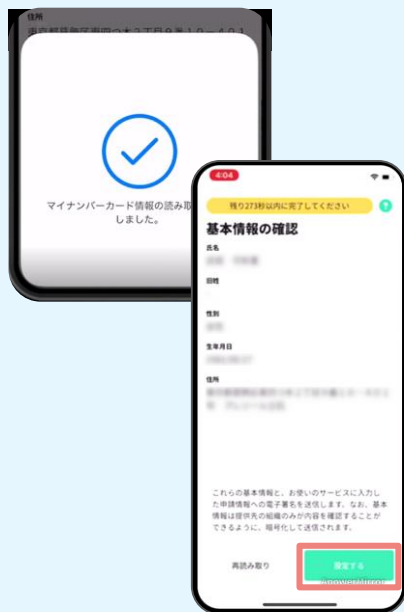 住所
マイナンバーカード情報の読み取
しました。
4:04
残り273秒以内に完了してください
基本情報の確認
氏名
旧姓
性別
生年月日
住所
これらの基本情報と、お使いのサービスに入力し
た申請情報への電子署名を送信します。なお、基本
情報は提供先の組織のみが内容を確認することが
できるように、暗号化して送信されます。
再読み取り
設定する
ApowerMirror